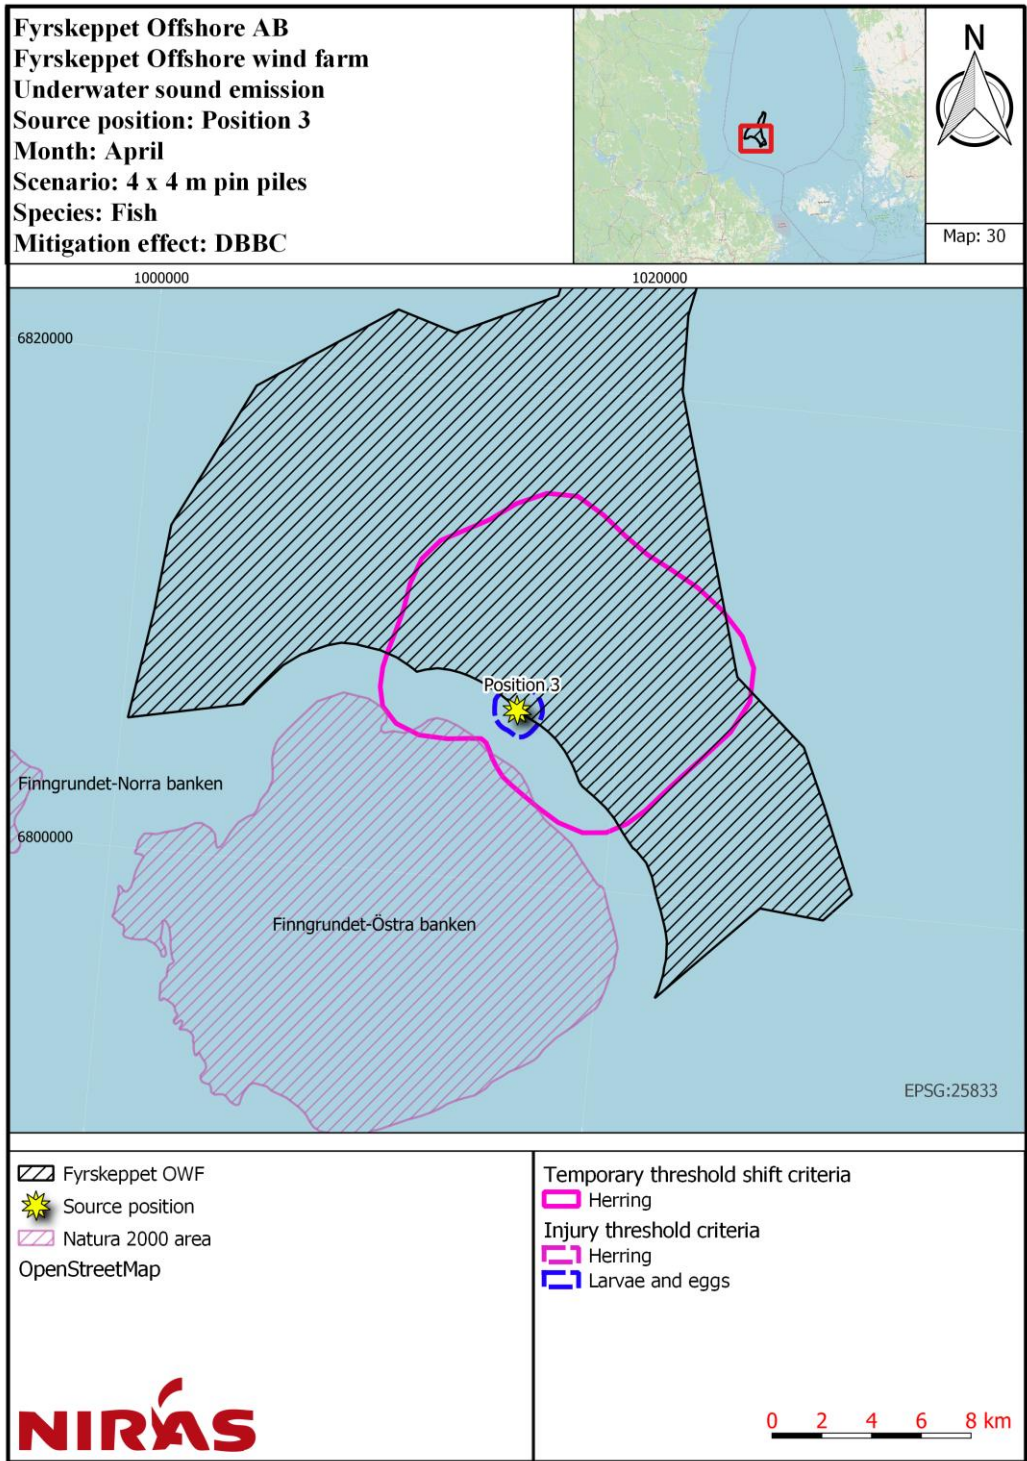 Fyrskeppet Offshore AB
Fyrskeppet Offshore wind farm
Underwater sound emission
Source position: Position 3
Month: April
Scenario: 4 x 4 m pin piles
Species: Fish
Mitigation effect: DBBC
N
Map: 30
1000000
1020000
6820000
Position 3
Finngrundet-Norra banken
6800000
Finngrundet-Östra banken
EPSG:25833
Fyrskeppet OWF
Source position
Natura 2000 area
OpenStreetMap
Temporary threshold shift criteria
Herring
Injury threshold criteria
Herring
Larvae and eggs
NIRÁS
0 2 4 6 8 km